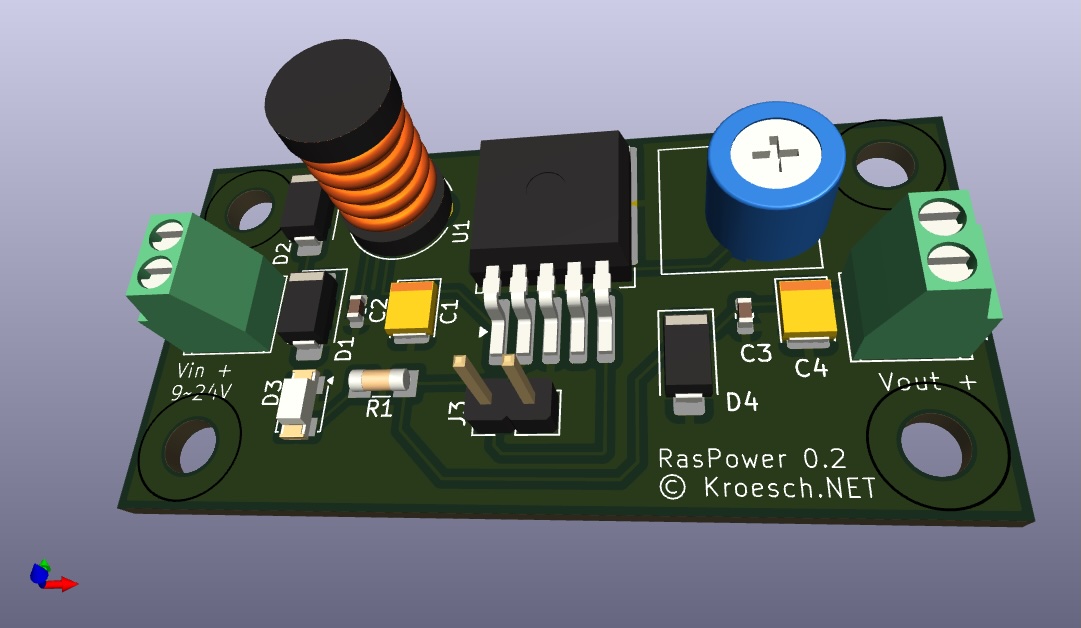 U1
D2
C2
C1
D1
Vin +
9~24V
D3
R1
J3
C3
C4
D4
Vout +
RasPower 0.2
© Kroesch.NET